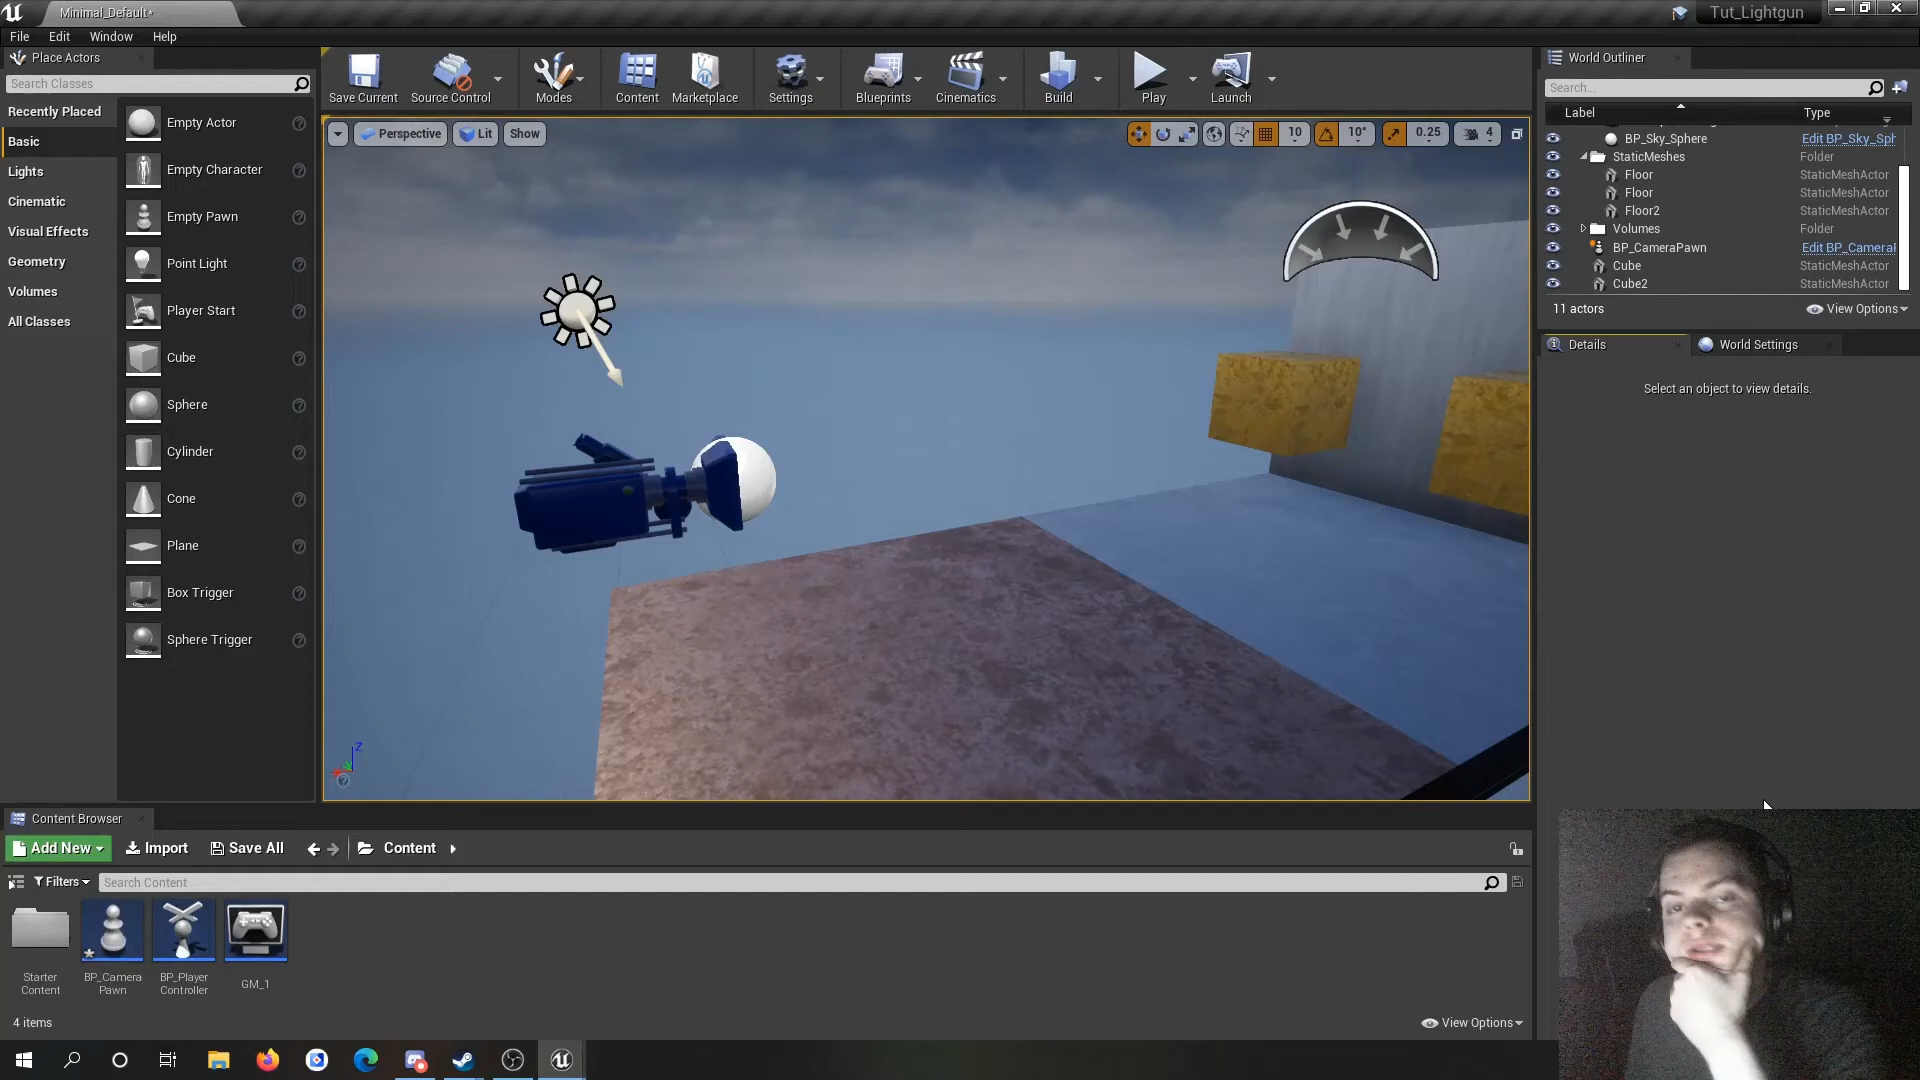 Minimal_Default*
Tut_Lightgun
File Edit Window Help
Place Actors
Search Classes
Recently Placed
Basic
Lights
Cinematic
Visual Effects
Geometry
Volumes
All Classes
Empty Actor
Empty Character
Empty Pawn
Point Light
Player Start
Cube
Sphere
Cylinder
Cone
Plane
Box Trigger
Sphere Trigger
Save Current
Source Control
Modes
Content
Marketplace
Settings
Blueprints
Cinematics
Build
Play
Launch
Perspective
Lit
Show
10
10°
0.25
4
Z
World Outliner
Search...
Label Type
BP_Sky_Sphere Edit BP_Sky_Sph
StaticMeshes Folder
Floor StaticMeshActor
Floor StaticMeshActor
Floor2 StaticMeshActor
Volumes Folder
BP_CameraPawn Edit BP_Cameral
Cube StaticMeshActor
Cube2 StaticMeshActor
11 actors
View Options
Details
World Settings
Select an object to view details.
Content Browser
Add New
Import
Save All
Content
Filters
Search Content
Starter
Content
BP_Camera
Pawn
BP_Player
Controller
GM_1
4 items
View Options